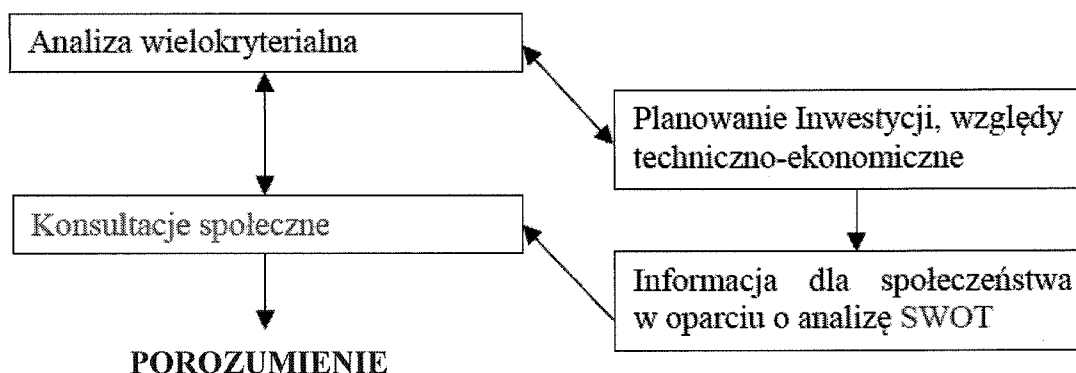 Analiza wielokryterialna
Planowanie Inwestycji, względy
techniczno-ekonomiczne
Konsultacje społeczne
Informacja dla społeczeństwa
w oparciu o analizę SWOT
POROZUMIENIE